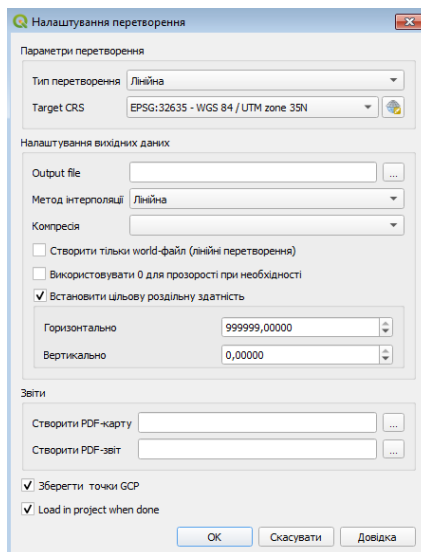 Налаштування перетворення
Параметри перетворення
Тип перетворення Лінійна
Target CRS EPSG:32635 - WGS 84 / UTM zone 35N
Налаштування вихідних даних
Output file ...
Метод інтерполяції Лінійна
Компресія
Створити тільки world-файл (лінійні перетворення)
Використовувати 0 для прозорості при необхідності
Встановити цільову роздільну здатність
Горизонтально 999999,00000
Вертикально 0,00000
Звіти
Створити PDF-карту ...
Створити PDF-звіт ...
Зберегти точки GCP
Load in project when done
OK Скасувати Довідка